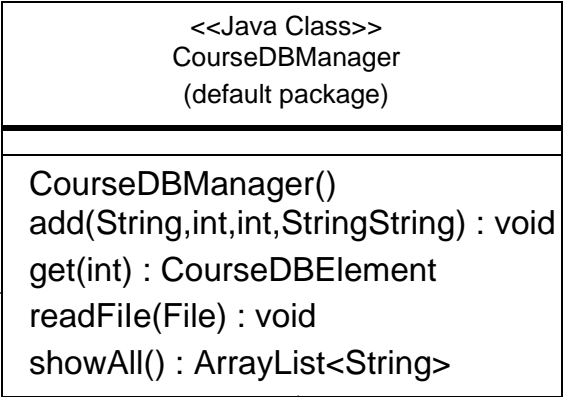 <<Java Class>>
CourseDBManager
(default package)
CourseDBManager()
add(String,int,int,StringString) : void
get(int) : CourseDBElement
readFile(File) : void
showAll() : ArrayList<String>